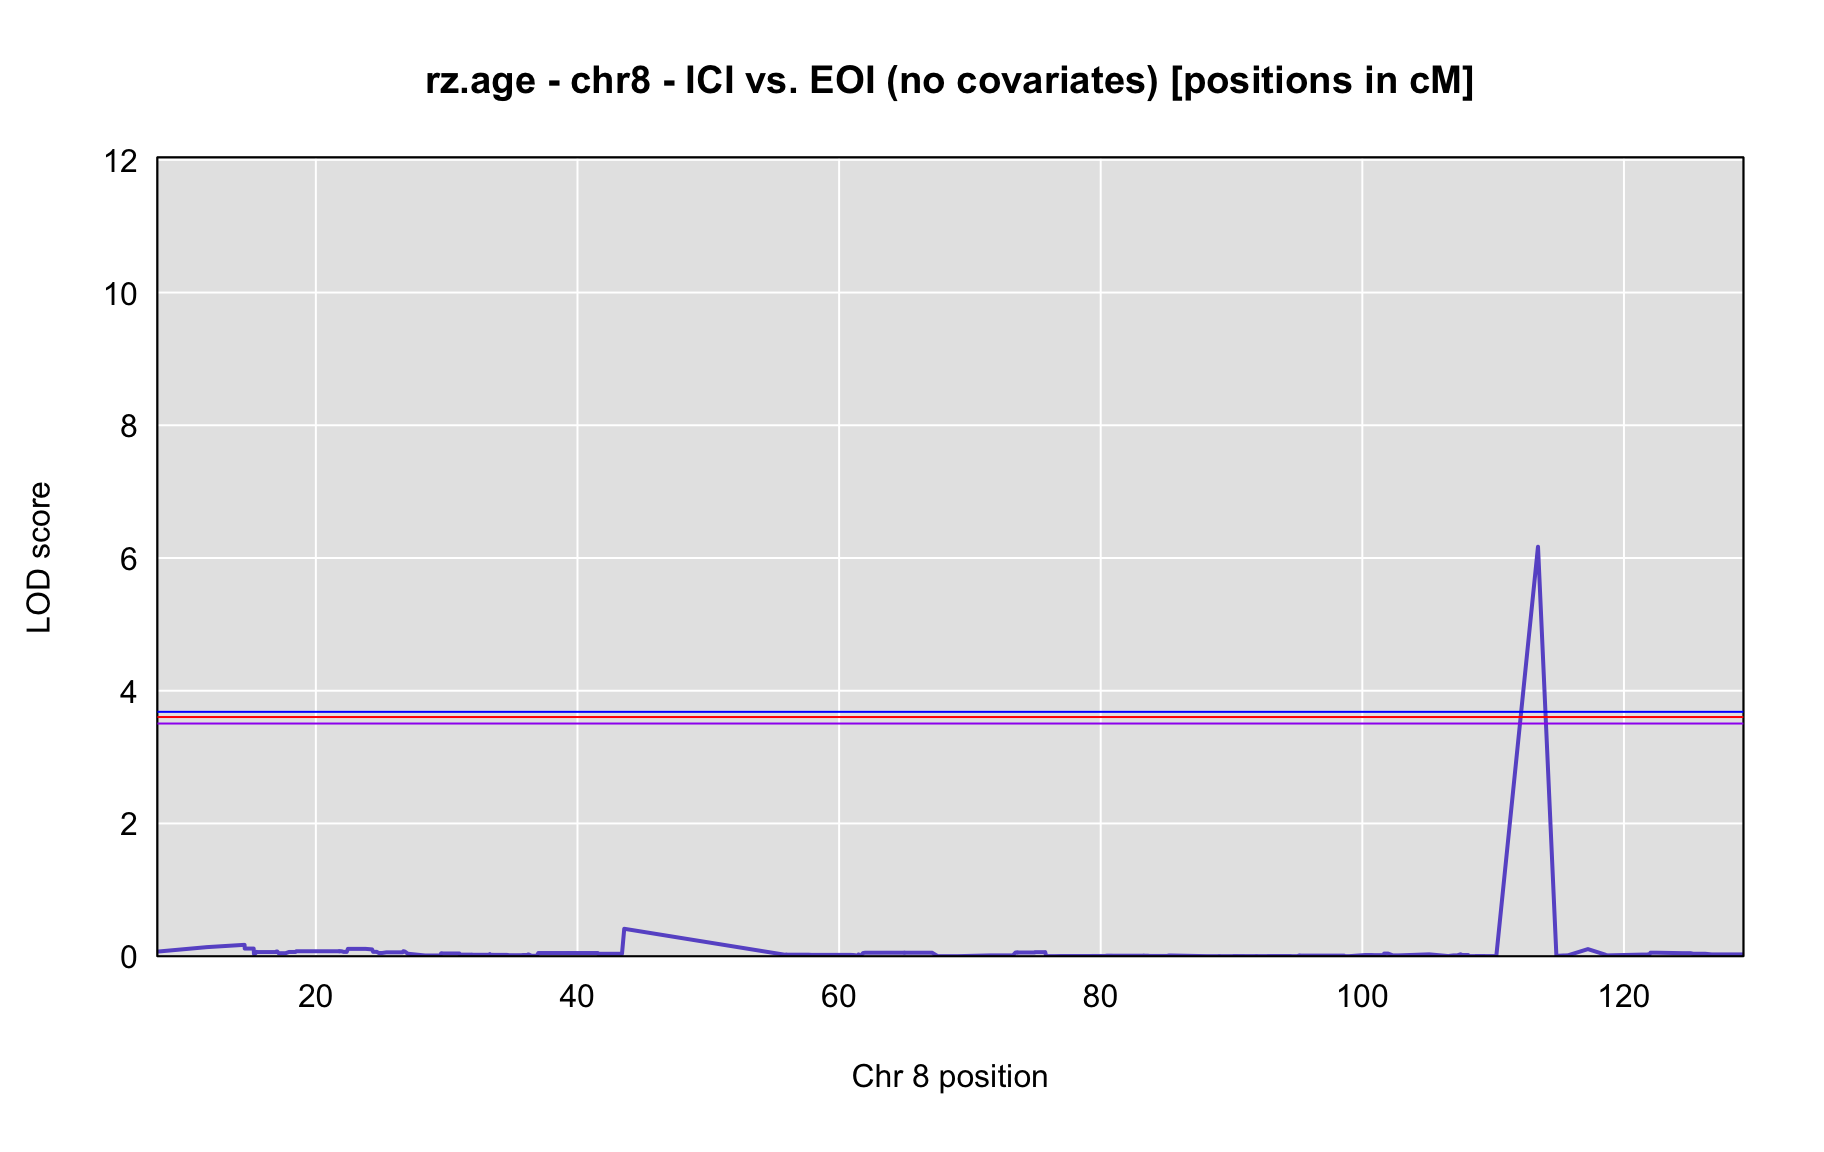 rz.age - chr8 - ICI vs. EOI (no covariates) [positions in cM]
12
10
8
6
4
2
0
LOD score
20 40 60 80 100 120
Chr 8 position